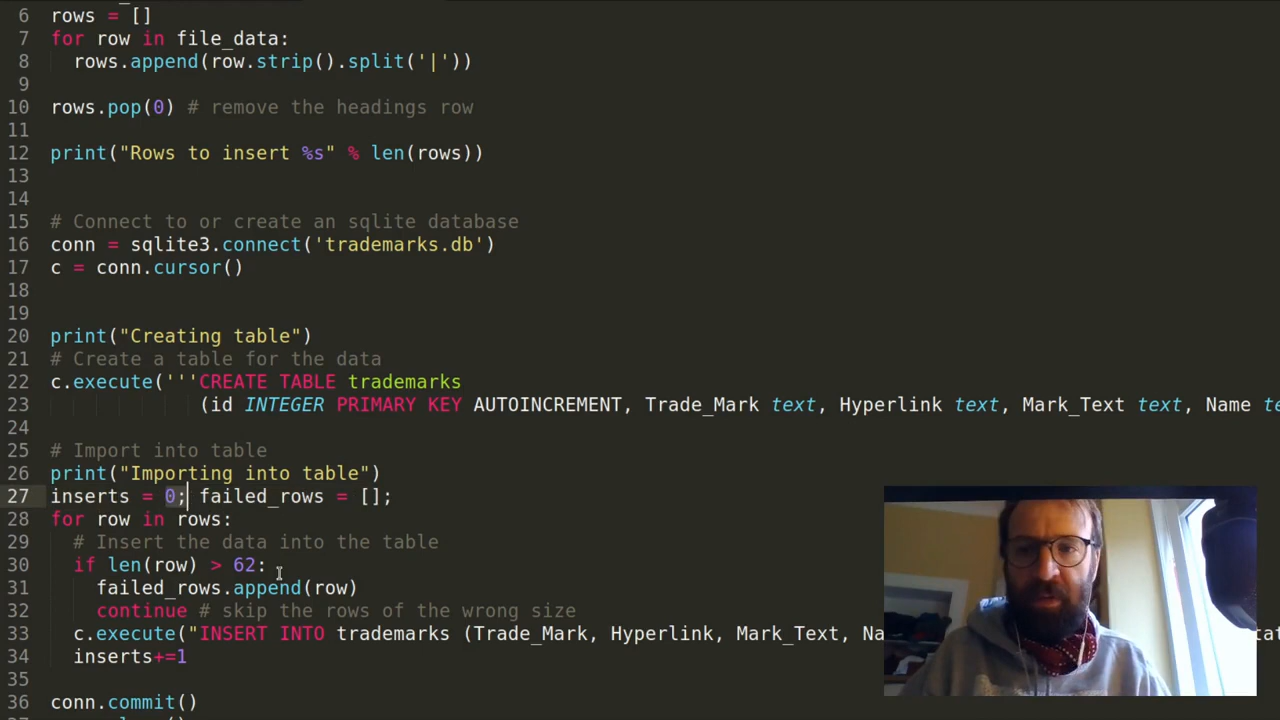 6 rows = []
7 for row in file_data:
8 rows.append(row.strip().split('|'))
9
10 rows.pop(0) # remove the headings row
11
12 print("Rows to insert %s" % len(rows))
13
14
15 # Connect to or create an sqlite database
16 conn = sqlite3.connect('trademarks.db')
17 c = conn.cursor()
18
19
20 print("Creating table")
21 # Create a table for the data
22 c.execute('''CREATE TABLE trademarks
23 (id INTEGER PRIMARY KEY AUTOINCREMENT, Trade_Mark text, Hyperlink text, Mark_Text text, Name te
24
25 # Import into table
26 print("Importing into table")
27 inserts = 0; failed_rows = [];
28 for row in rows:
29 # Insert the data into the table
30 if len(row) > 62:
31 failed_rows.append(row)
32 continue # skip the rows of the wrong size
33 c.execute("INSERT INTO trademarks (Trade_Mark, Hyperlink, Mark_Text, Na
34 inserts+=1
35
36 conn.commit()